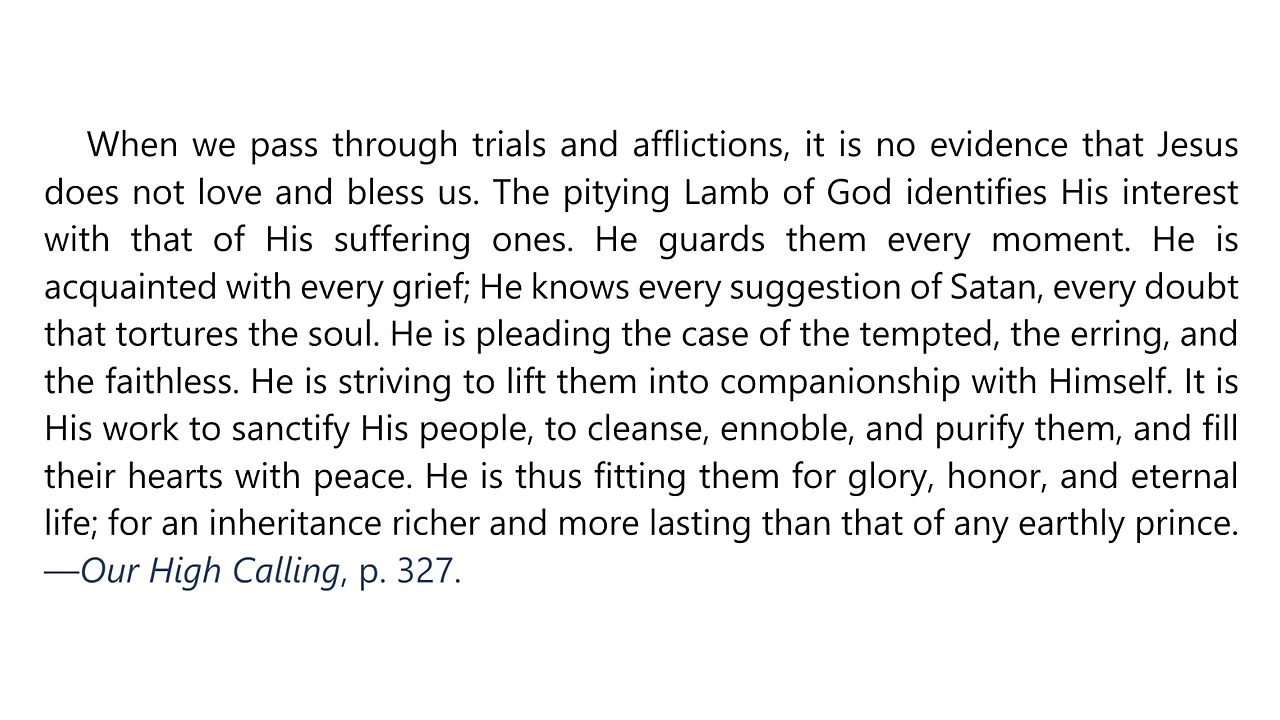 When we pass through trials and afflictions, it is no evidence that Jesus
does not love and bless us. The pitying Lamb of God identifies His interest
with that of His suffering ones. He guards them every moment. He is
acquainted with every grief; He knows every suggestion of Satan, every doubt
that tortures the soul. He is pleading the case of the tempted, the erring, and
the faithless. He is striving to lift them into companionship with Himself. It is
His work to sanctify His people, to cleanse, ennoble, and purify them, and fill
their hearts with peace. He is thus fitting them for glory, honor, and eternal
life; for an inheritance richer and more lasting than that of any earthly prince.
—Our High Calling, p. 327.